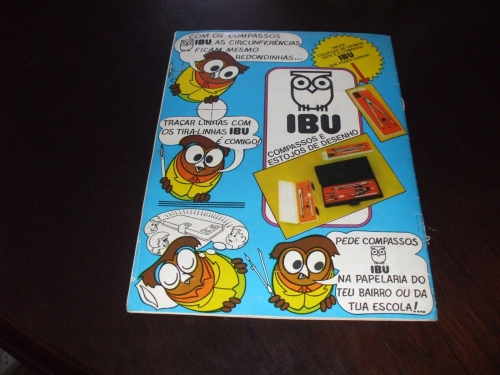 COM OS COMPASSOS
IBU, AS CIRCUNFERÊNCIAS
FICAM MESMO
REDONDINHAS...
IBU
TRAÇAR LINHAS COM
OS TIRA-LINHAS IBU
É COMIGO!
IBU
COMPASSOS E
ESTOJOS DE DESENHO
PEDE COMPASSOS
IBU
NA PAPELARIA DO
TEU BAIRRO OU DA
TUA ESCOLA!...